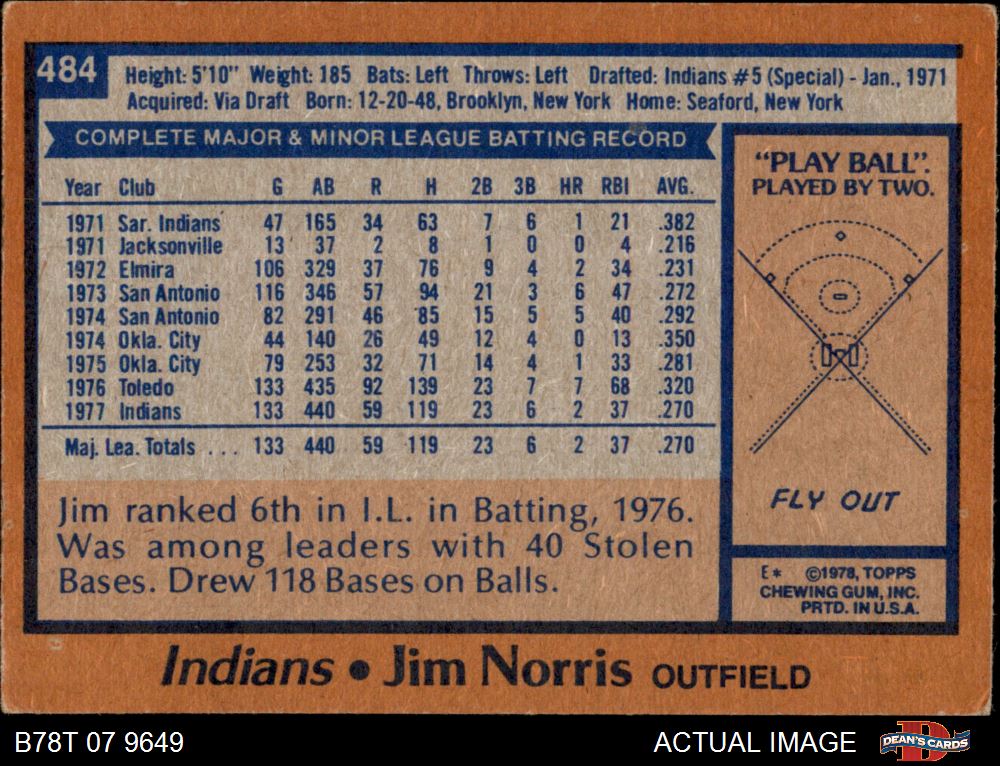 484
Height: 5'10" Weight: 185 Bats: Left Throws: Left Drafted: Indians #5 (Special) - Jan., 1971
Acquired: Via Draft Born: 12-20-48, Brooklyn, New York Home: Seaford, New York
COMPLETE MAJOR & MINOR LEAGUE BATTING RECORD
Year Club G AB R H 2B 3B HR RBI AVG.
1971 Sar. Indians 47 165 34 63 7 6 1 21 .382
1971 Jacksonville 13 37 2 8 1 0 0 4 .216
1972 Elmira 106 329 37 76 9 4 2 34 .231
1973 San Antonio 116 346 57 94 21 3 6 47 .272
1974 San Antonio 82 291 46 85 15 5 5 40 .292
1974 Okla. City 44 140 26 49 12 4 0 13 .350
1975 Okla. City 79 253 32 71 14 4 1 33 .281
1976 Toledo 133 435 92 139 23 7 7 68 .320
1977 Indians 133 440 59 119 23 6 2 37 .270
Maj. Lea. Totals . . . 133 440 59 119 23 6 2 37 .270
Jim ranked 6th in I.L. in Batting, 1976.
Was among leaders with 40 Stolen
Bases. Drew 118 Bases on Balls.
"PLAY BALL".
PLAYED BY TWO.
FLY OUT
E* ©1978, TOPPS
CHEWING GUM, INC.
PRTD. IN U.S.A.
Indians • Jim Norris OUTFIELD
B78T 07 9649
ACTUAL IMAGE
DEAN'S CARDS